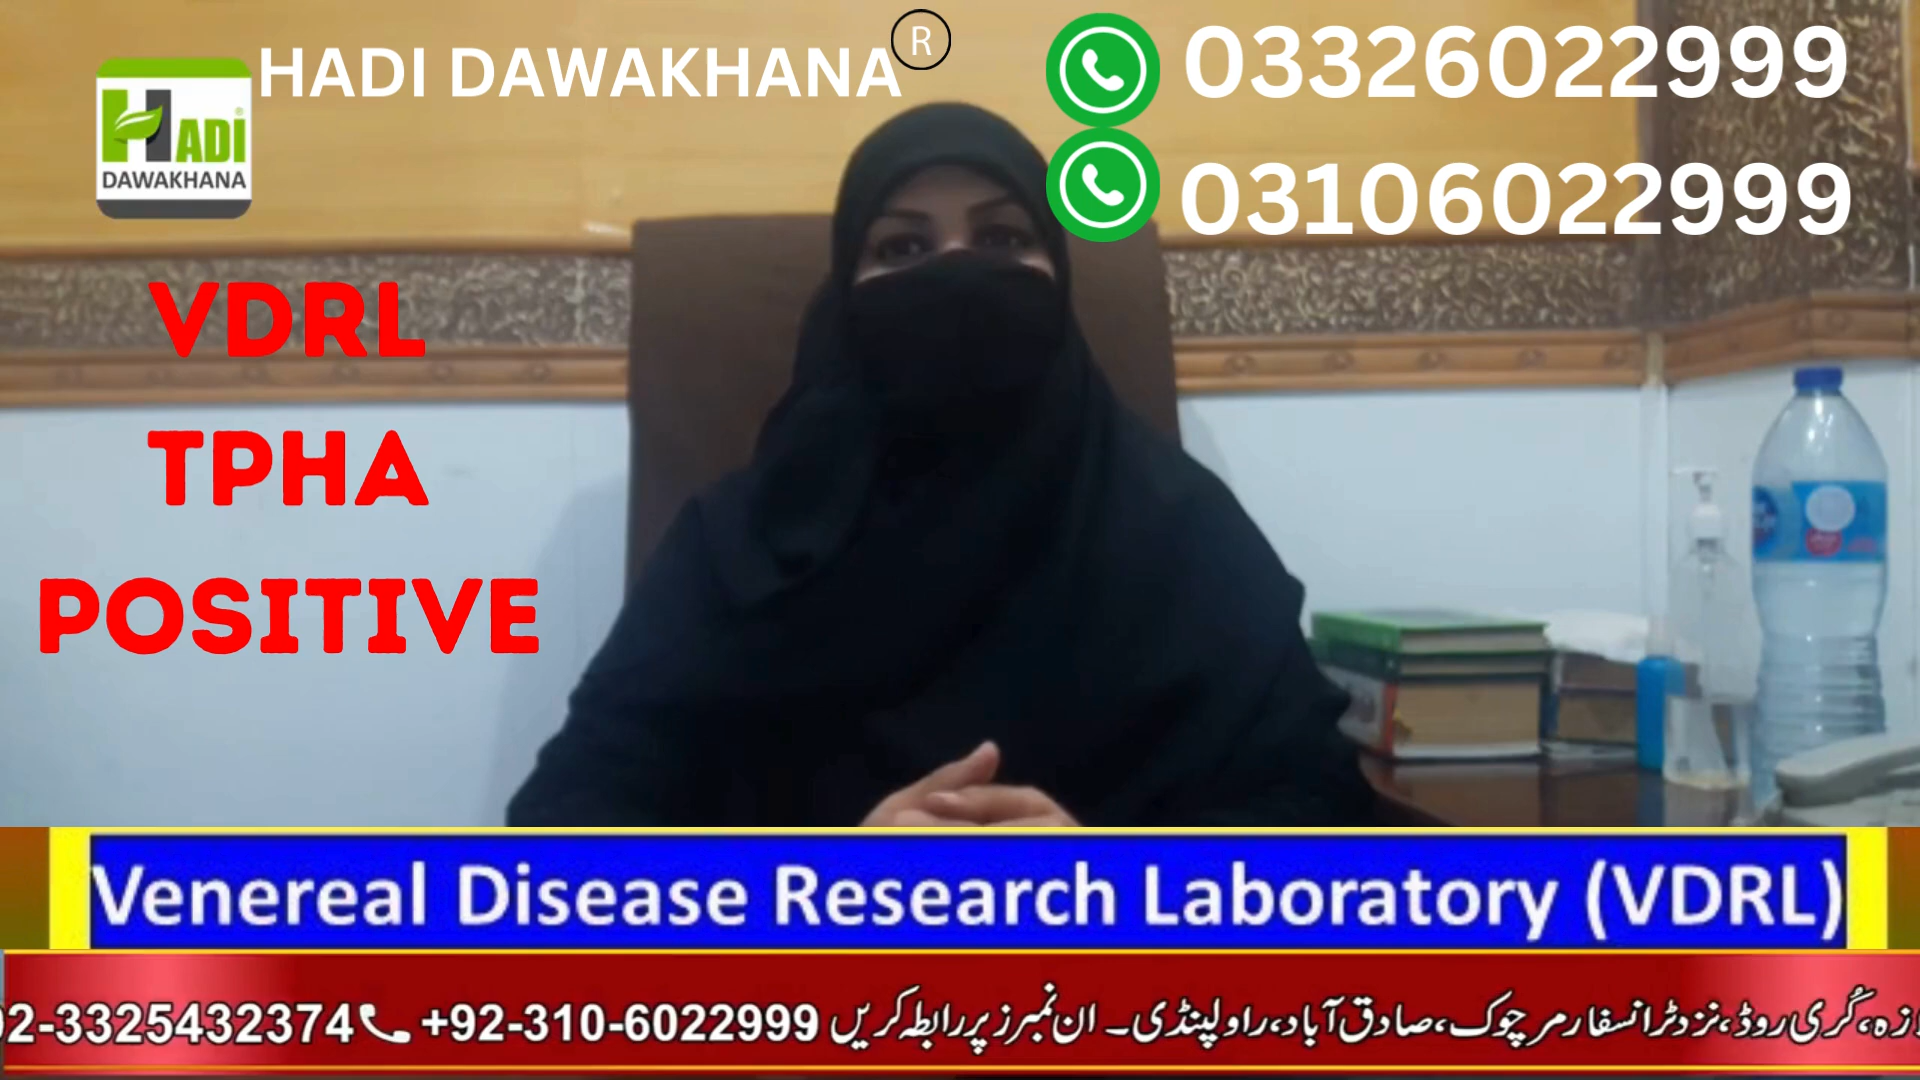 HADI DAWAKHANA®
HADI®
DAWAKHANA
03326022999
03106022999
VDRL
TPHA
POSITIVE
Venereal Disease Research Laboratory (VDRL)
گری روڈ، نزد ٹرانسفارمر چوک، صادق آباد، راولپنڈی۔ ان نمبرز پر رابطہ کریں +92-310-6022999 2-3325432374